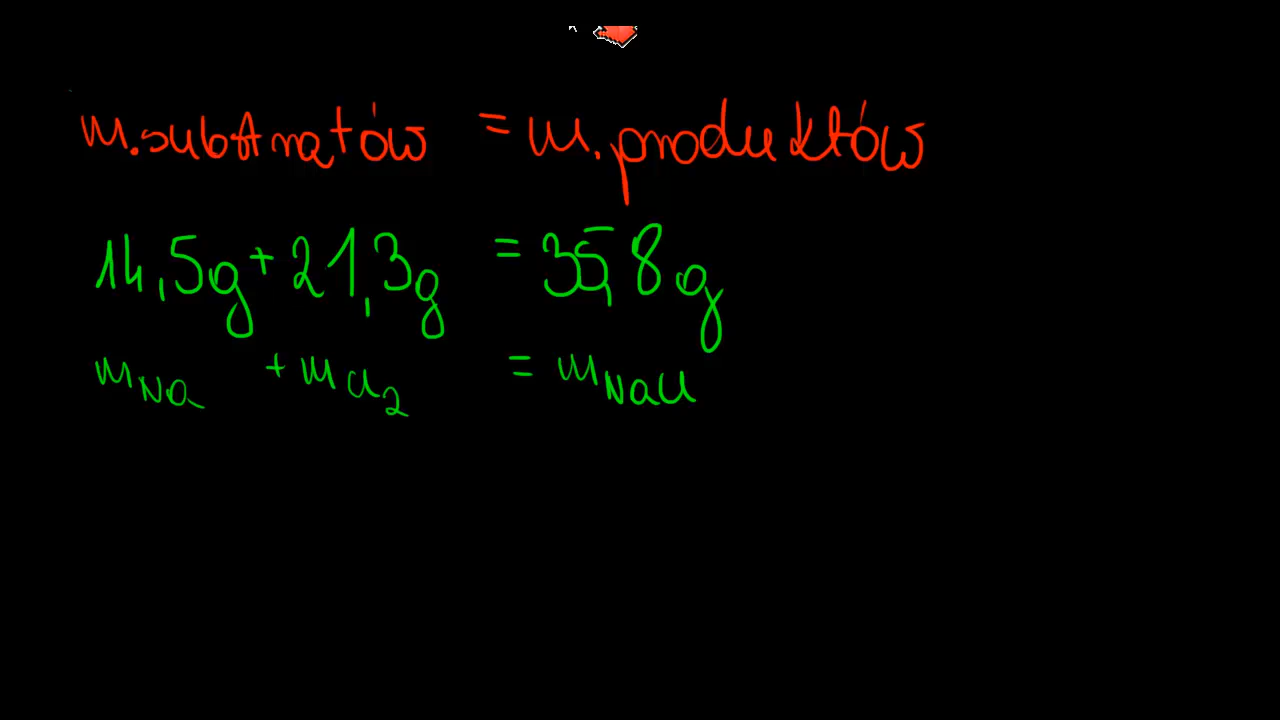 m.substratów = m.produktów
14,5g + 21,3g = 35,8g
mNa + mCl2 = mNaCl